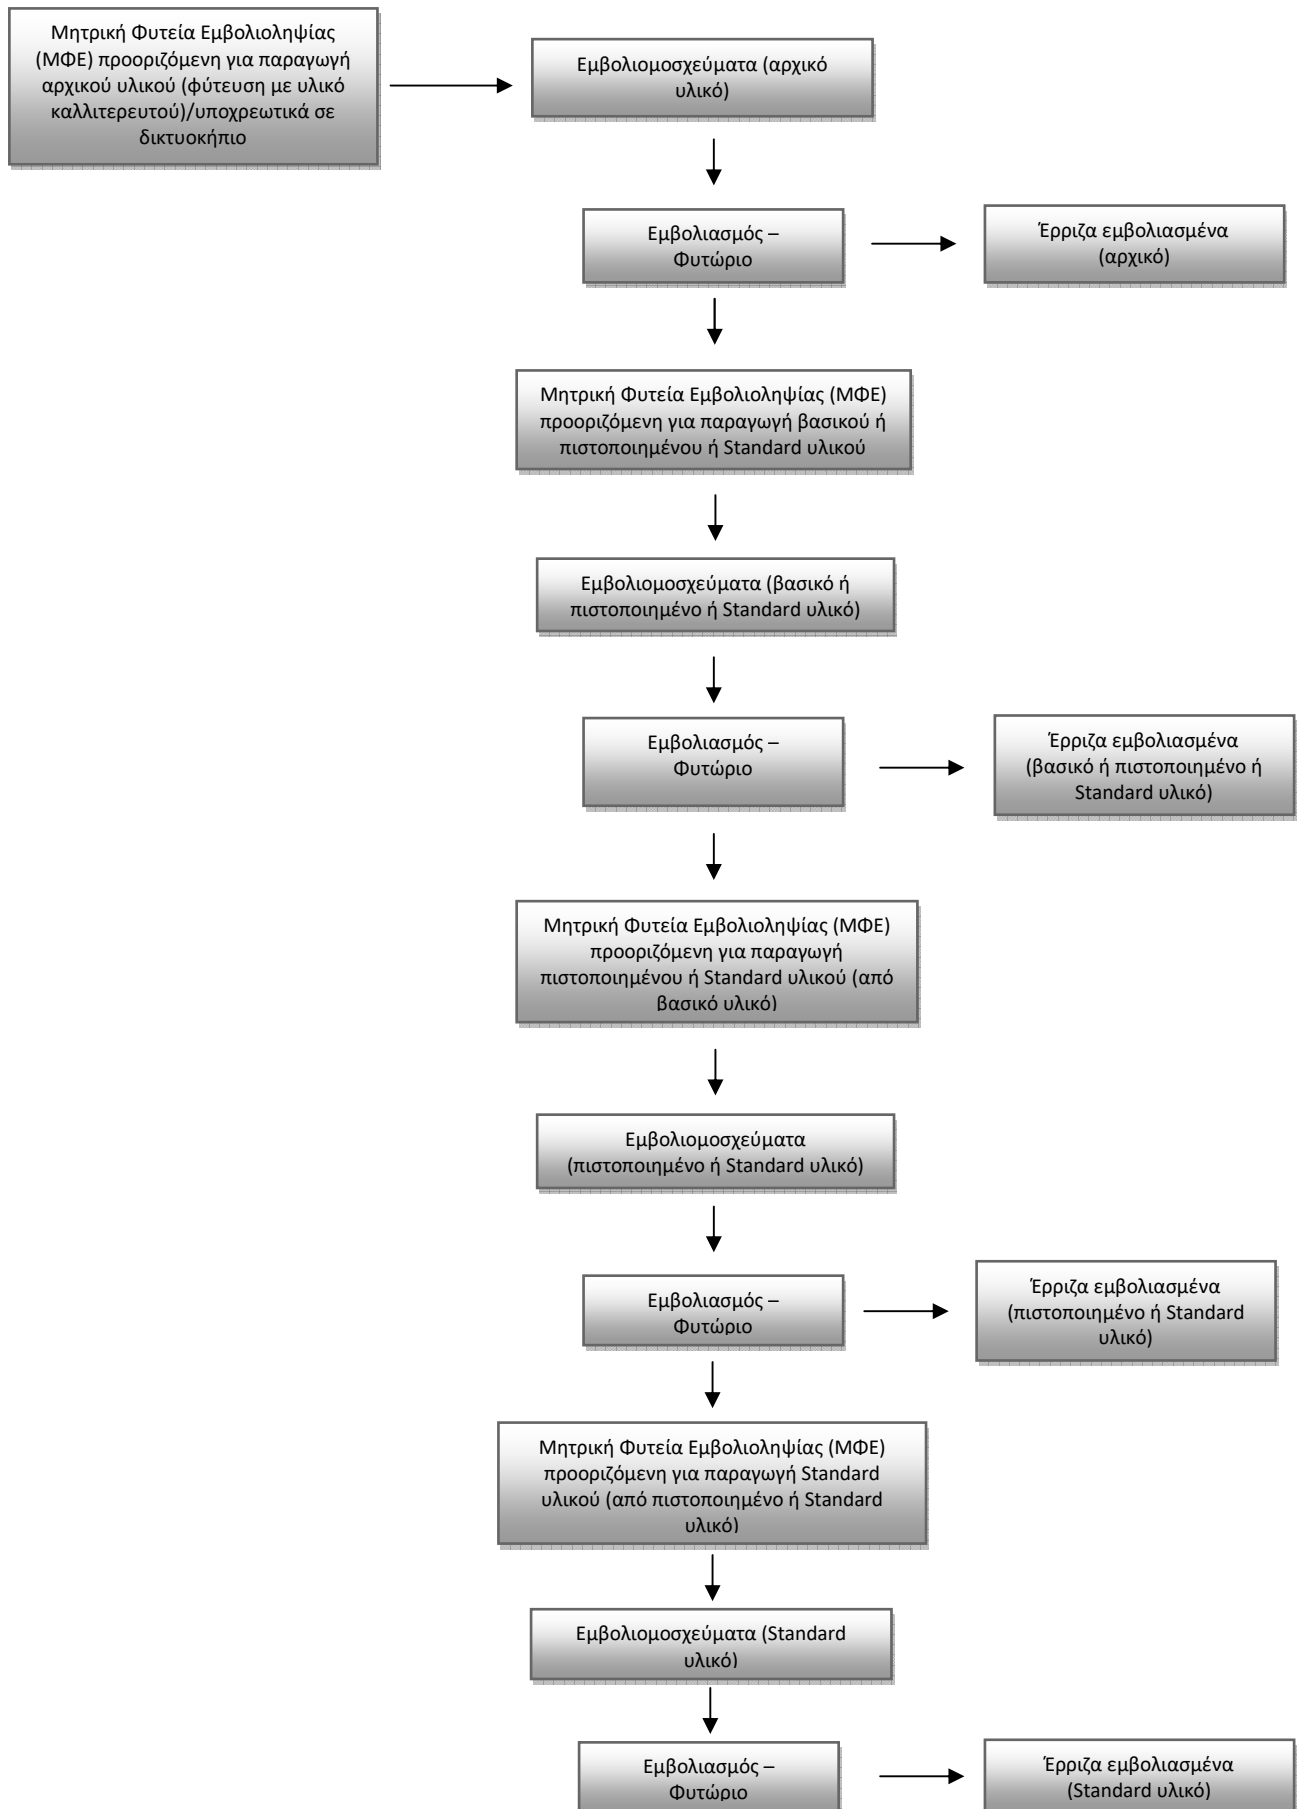 Μητρική Φυτεία Εμβολιοληψίας
(ΜΦΕ) προοριζόμενη για παραγωγή
αρχικού υλικού (φύτευση με υλικό
καλλιτερευτού)/υποχρεωτικά σε
δικτυοκήπιο
Εμβολιομοσχεύματα (αρχικό
υλικό)
Εμβολιασμός –
Φυτώριο
Έρριζα εμβολιασμένα
(αρχικό)
Μητρική Φυτεία Εμβολιοληψίας (ΜΦΕ)
προοριζόμενη για παραγωγή βασικού ή
πιστοποιημένου ή Standard υλικού
Εμβολιομοσχεύματα (βασικό ή
πιστοποιημένο ή Standard υλικό)
Εμβολιασμός –
Φυτώριο
Έρριζα εμβολιασμένα
(βασικό ή πιστοποιημένο ή
Standard υλικό)
Μητρική Φυτεία Εμβολιοληψίας (ΜΦΕ)
προοριζόμενη για παραγωγή
πιστοποιημένου ή Standard υλικού (από
βασικό υλικό)
Εμβολιομοσχεύματα
(πιστοποιημένο ή Standard υλικό)
Εμβολιασμός –
Φυτώριο
Έρριζα εμβολιασμένα
(πιστοποιημένο ή Standard
υλικό)
Μητρική Φυτεία Εμβολιοληψίας (ΜΦΕ)
προοριζόμενη για παραγωγή Standard
υλικού (από πιστοποιημένο ή Standard
υλικό)
Εμβολιομοσχεύματα (Standard
υλικό)
Εμβολιασμός –
Φυτώριο
Έρριζα εμβολιασμένα
(Standard υλικό)